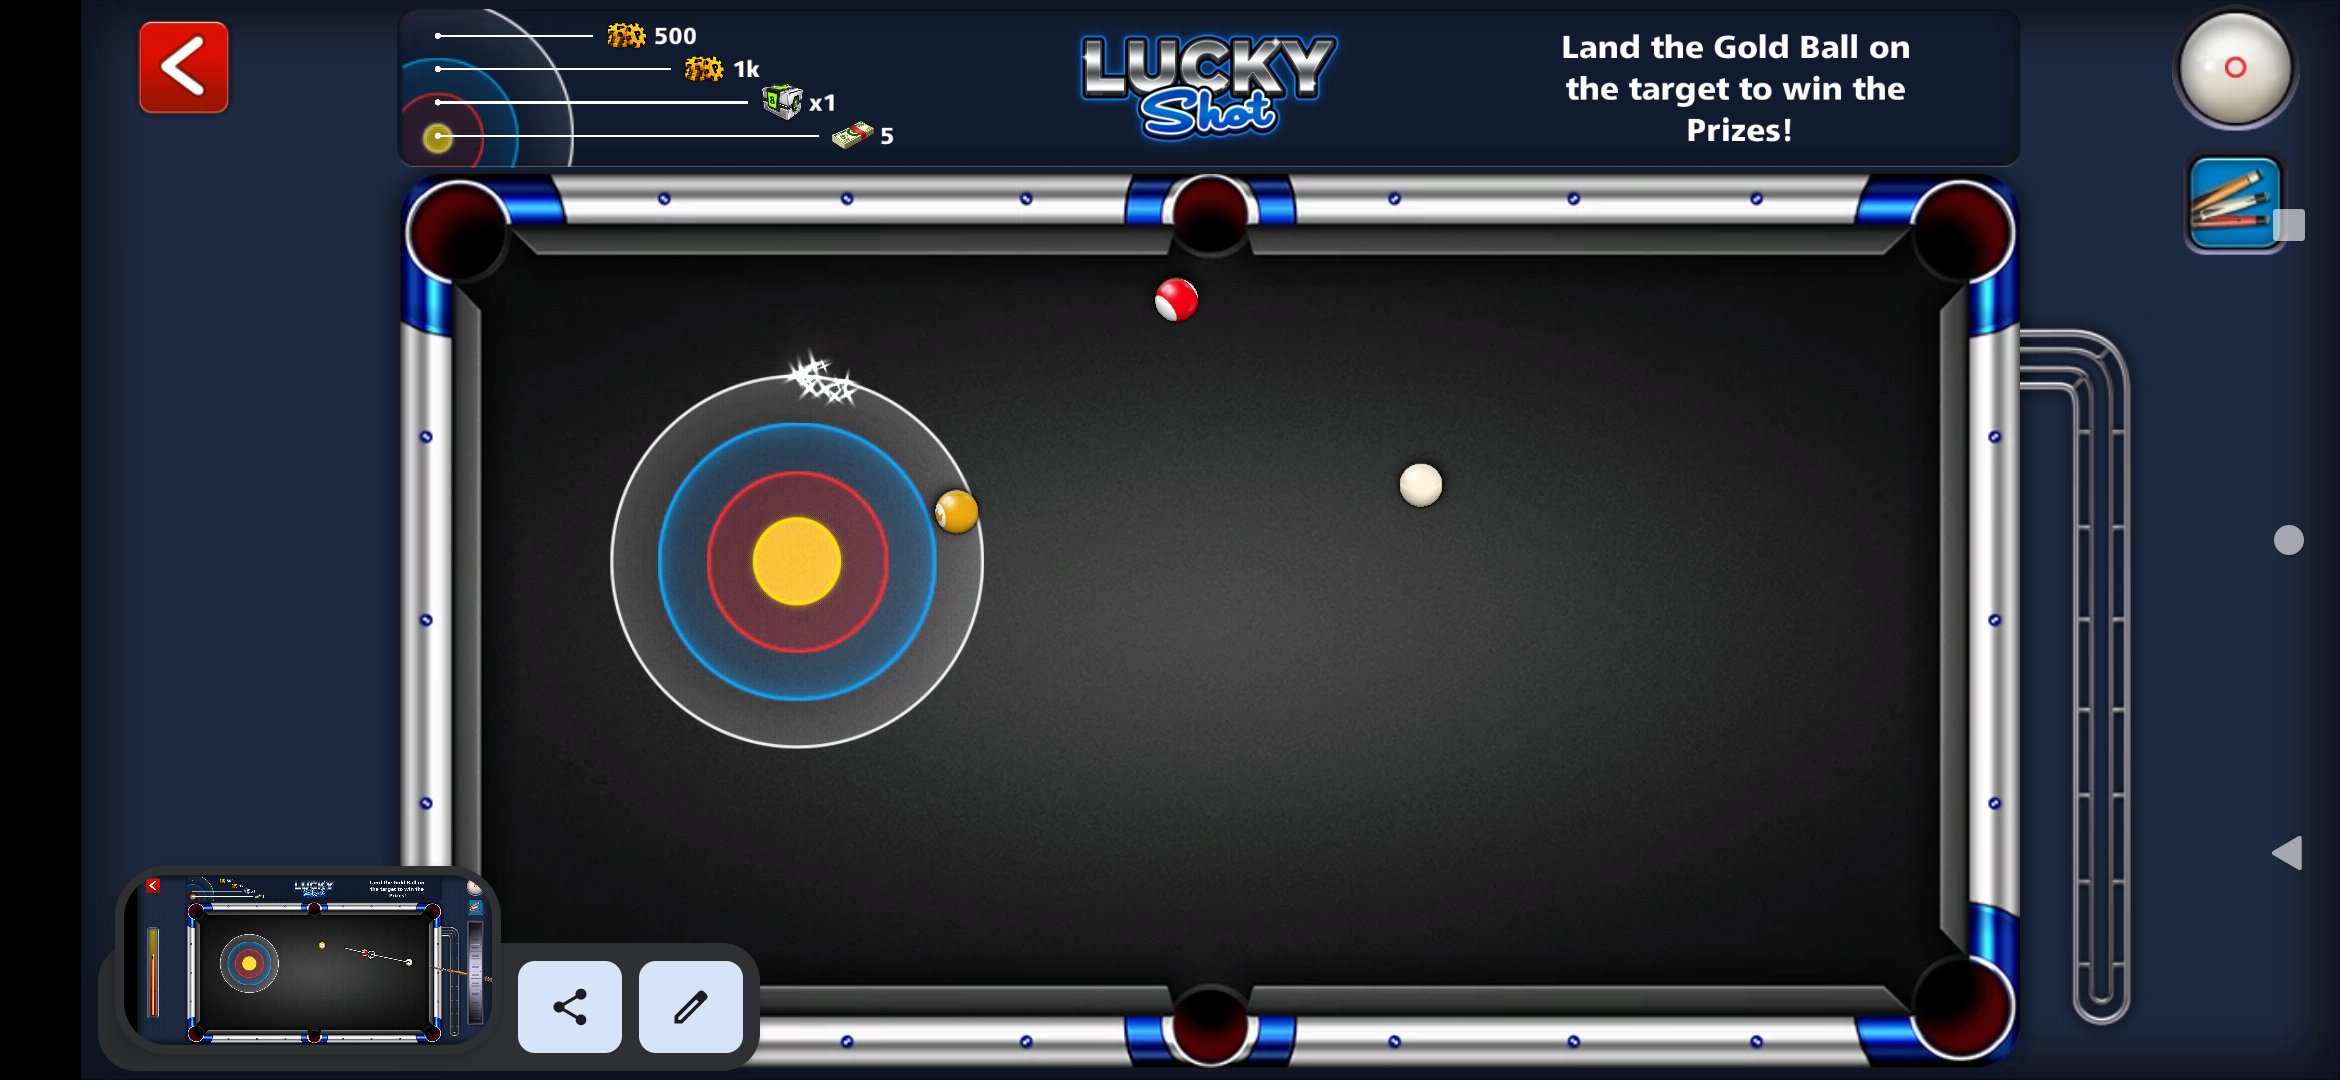 500
1k
x1
5
LUCKY
Shot
Land the Gold Ball on
the target to win the
Prizes!